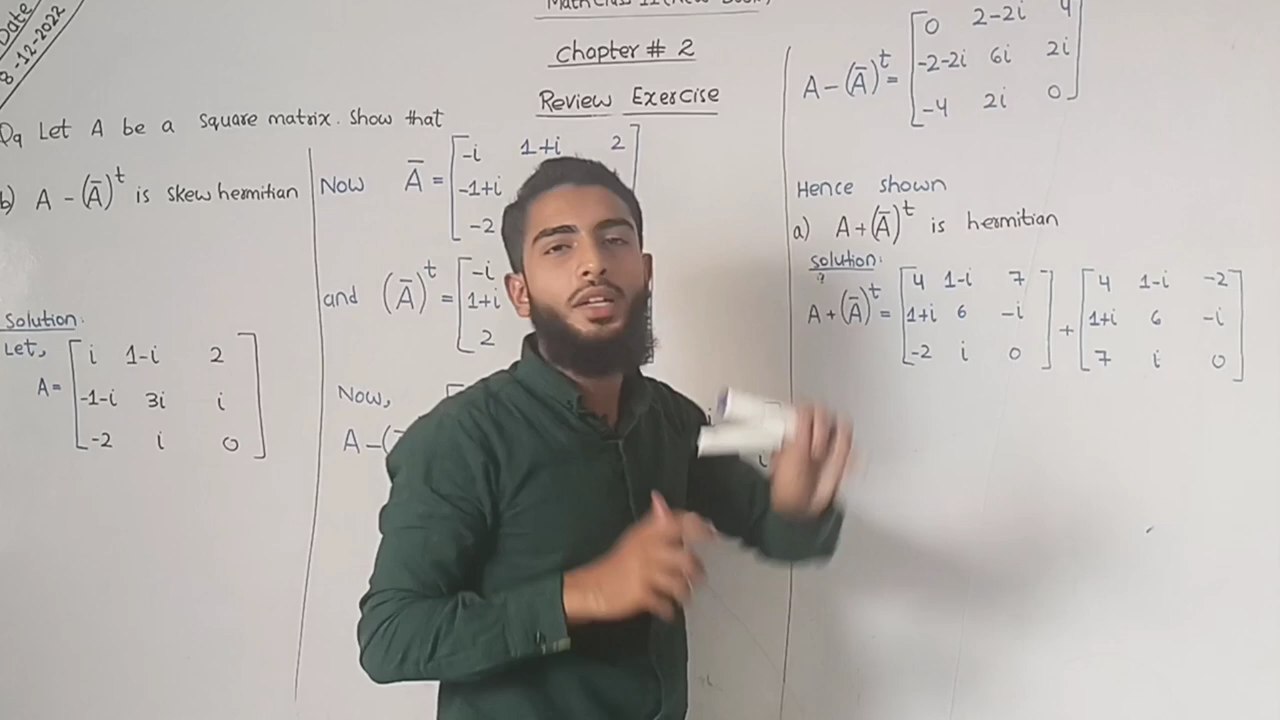 Date
8-12-2022
Chapter # 2
Review Exercise
Q9 Let A be a square matrix. Show that
b) A - (Ā)ᵗ is skew hermitian
Solution:
Let,
A = [ i 1-i 2
-1-i 3i i
-2 i 0 ]
Now Ā = [ -i 1+i 2 ]
-1+i
-2
and (Ā)ᵗ = [ -i
1+i
2
Now,
A-(
A-(Ā)ᵗ = [ 0 2-2i 4
-2-2i 6i 2i
-4 2i 0 ]
Hence shown
a) A+(Ā)ᵗ is hermitian
Solution:
A+(Ā)ᵗ = [ 4 1-i 7 ] + [ 4 1-i -2 ]
1+i 6 -i 1+i 6 -i
-2 i 0 7 i 0